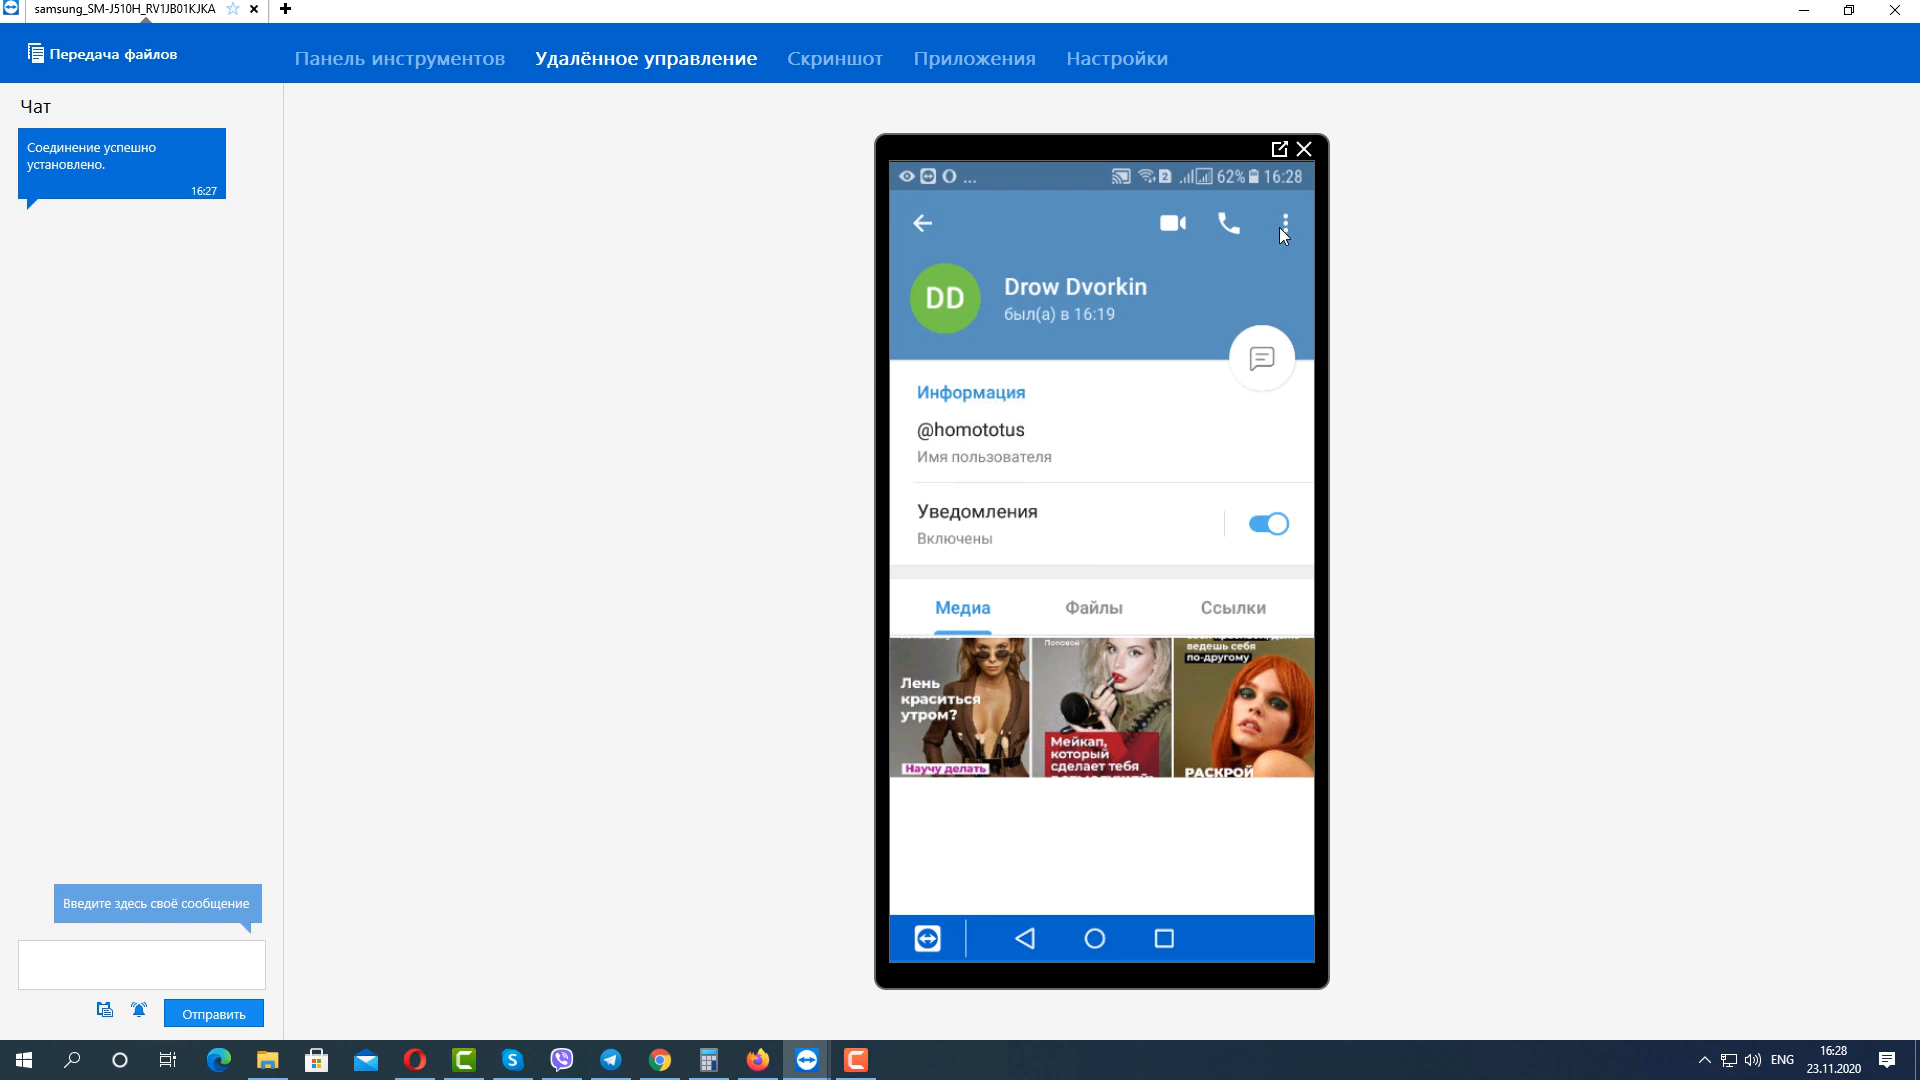 samsung_SM-J510H_RV1JB01KJKA
Передача файлов
Панель инструментов
Удалённое управление
Скриншот
Приложения
Настройки
Чат
Соединение успешно
установлено.
16:27
62% 16:28
Drow Dvorkin
был(а) в 16:19
DD
Информация
@homototus
Имя пользователя
Уведомления
Включены
Медиа
Файлы
Ссылки
Лень
краситься
утром?
Научу делать
Поповой
Мейкап,
который
сделает тебя
ведешь себя
по-другому
РАСКРОЙ
Введите здесь своё сообщение
Отправить
ENG
16:28
23.11.2020